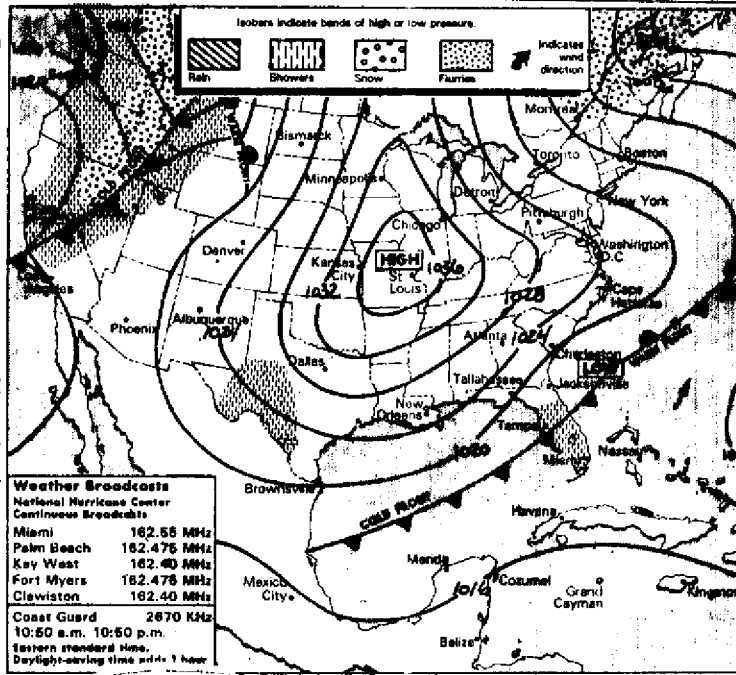 Isobars indicate bands of high or low pressure.
Rain
Showers
Snow
Flurries
Indicates
wind
direction
Montreal
Bismarck
Toronto
Boston
Minneapolis
Detroit
New York
Chicago
Pittsburgh
Washington
D.C
Denver
Kansas
City
HIGH
St
Louis
1036
1032
1028
Cape
Hatteras
Phoenix
Albuquerque
1024
Atlanta
1024
Charleston
LOW
Dallas
Tallahassee
Jacksonville
New
Orleans
Tampa
1020
Miami
Nassau
Brownsville
COLD FRONT
Havana
Merida
Mexico
City
Cozumel
Grand
Cayman
Kingston
Belize
Weather Broadcasts
National Hurricane Center
Continuous Broadcasts
Miami 162.55 MHz
Palm Beach 162.475 MHz
Key West 162.40 MHz
Fort Myers 162.475 MHz
Clewiston 162.40 MHz
Coast Guard 2670 KHz
10:50 a.m. 10:50 p.m.
Eastern standard time.
Daylight-saving time adds 1 hour